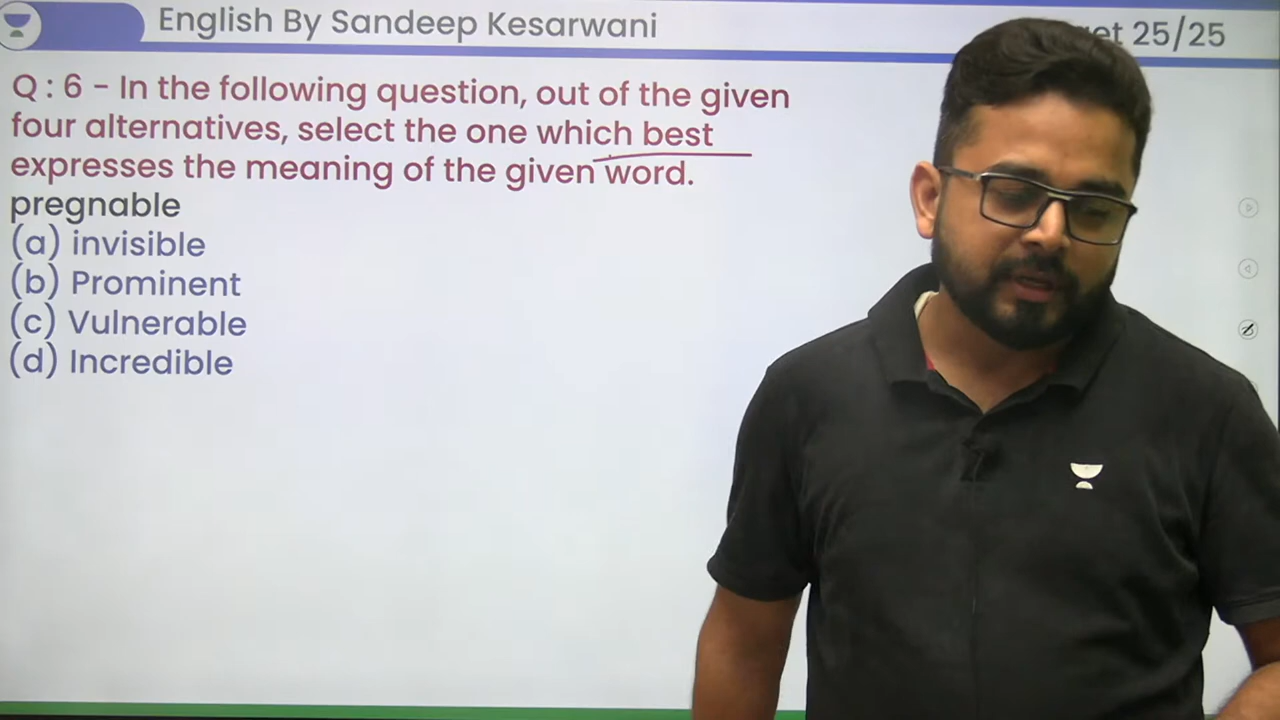 English By Sandeep Kesarwani
25/25
Q : 6 - In the following question, out of the given
four alternatives, select the one which best
expresses the meaning of the given word.
pregnable
(a) invisible
(b) Prominent
(c) Vulnerable
(d) Incredible